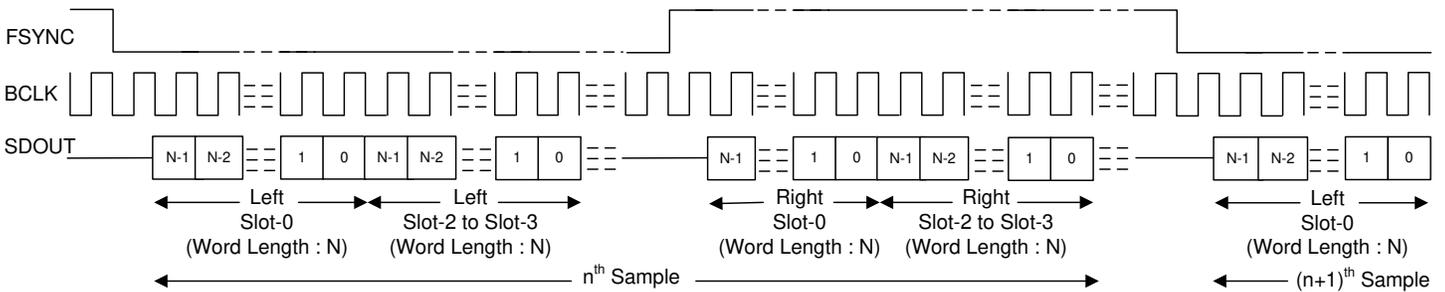 FSYNC
BCLK
SDOUT
N-1 N-2 1 0 N-1 N-2 1 0 N-1 1 0 N-1 N-2 1 0 N-1 N-2 1 0
Left Left Right Right Left
Slot-0 Slot-2 to Slot-3 Slot-0 Slot-2 to Slot-3 Slot-0
(Word Length : N) (Word Length : N) (Word Length : N) (Word Length : N) (Word Length : N)
nth Sample (n+1)th Sample